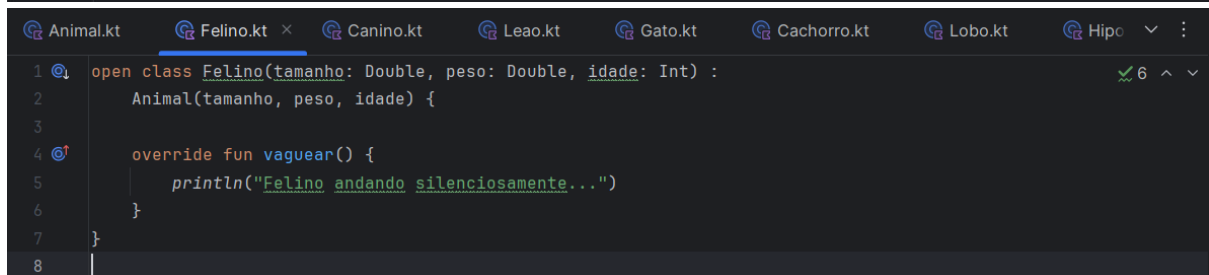 Animal.kt Felino.kt × Canino.kt Leao.kt Gato.kt Cachorro.kt Lobo.kt Hipo
1 open class Felino(tamanho: Double, peso: Double, idade: Int) : 6
2 Animal(tamanho, peso, idade) {
3
4 override fun vaguear() {
5 println("Felino andando silenciosamente...")
6 }
7 }
8